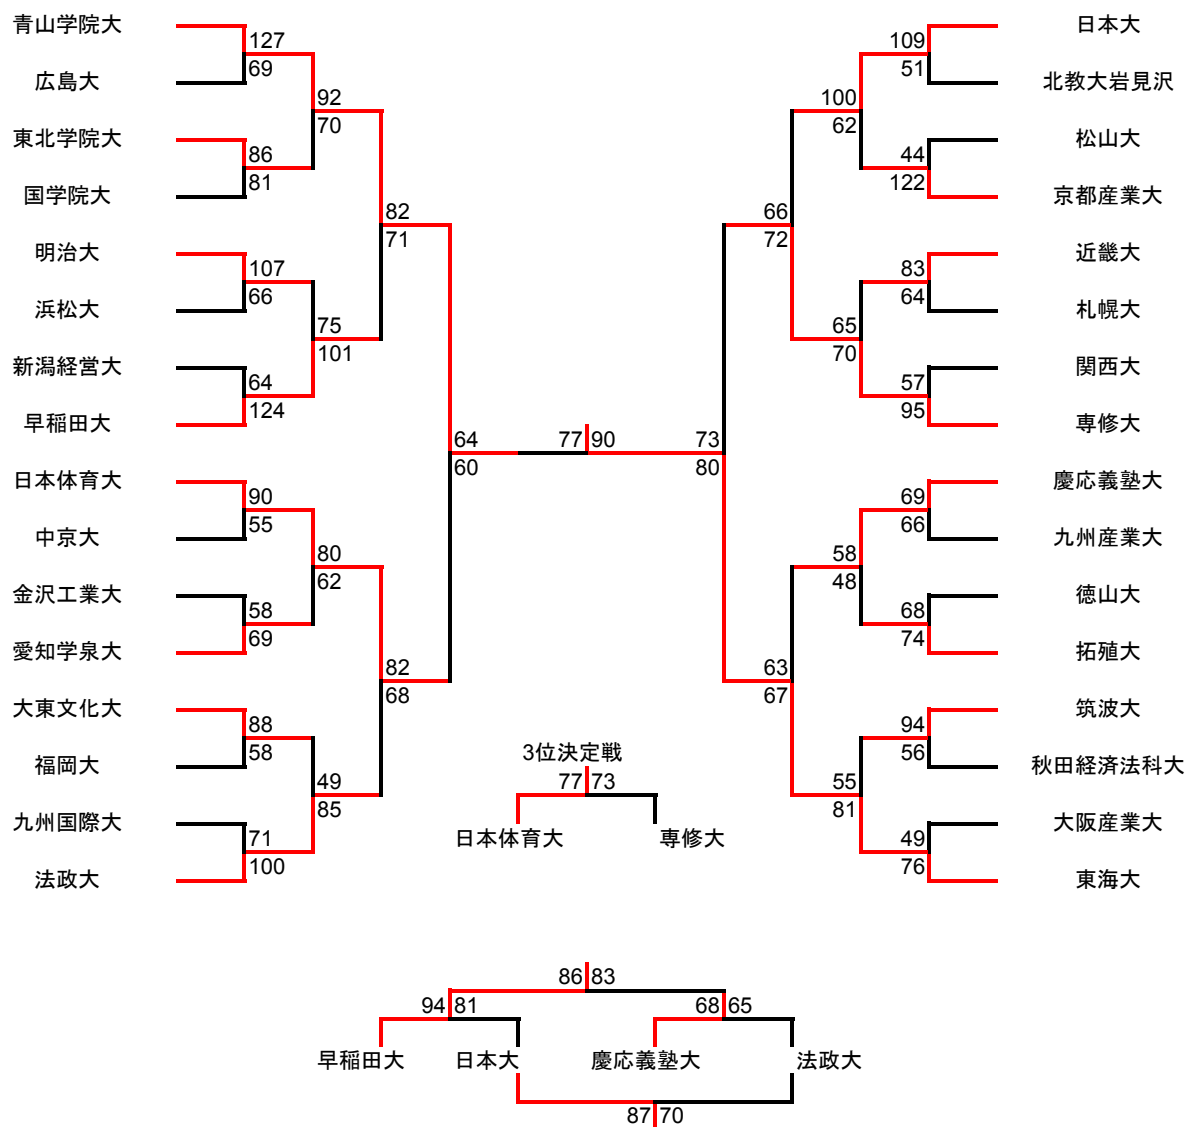 青山学院大
127
69
広島大
92
70
東北学院大
86
81
国学院大
82
71
明治大
107
66
浜松大
75
101
新潟経営大
64
124
早稲田大
64
60
日本体育大
90
55
中京大
80
62
金沢工業大
58
69
愛知学泉大
82
68
大東文化大
88
58
福岡大
49
85
九州国際大
71
100
法政大
77 90
日本大
109
51
北教大岩見沢
100
62
松山大
44
122
京都産業大
66
72
近畿大
83
64
札幌大
65
70
関西大
57
95
専修大
73
80
慶応義塾大
69
66
九州産業大
58
48
徳山大
68
74
拓殖大
63
67
筑波大
94
56
秋田経済法科大
55
81
大阪産業大
49
76
東海大
3位決定戦
77 73
日本体育大 専修大
86 83
94 81 68 65
早稲田大 日本大 慶応義塾大 法政大
87 70